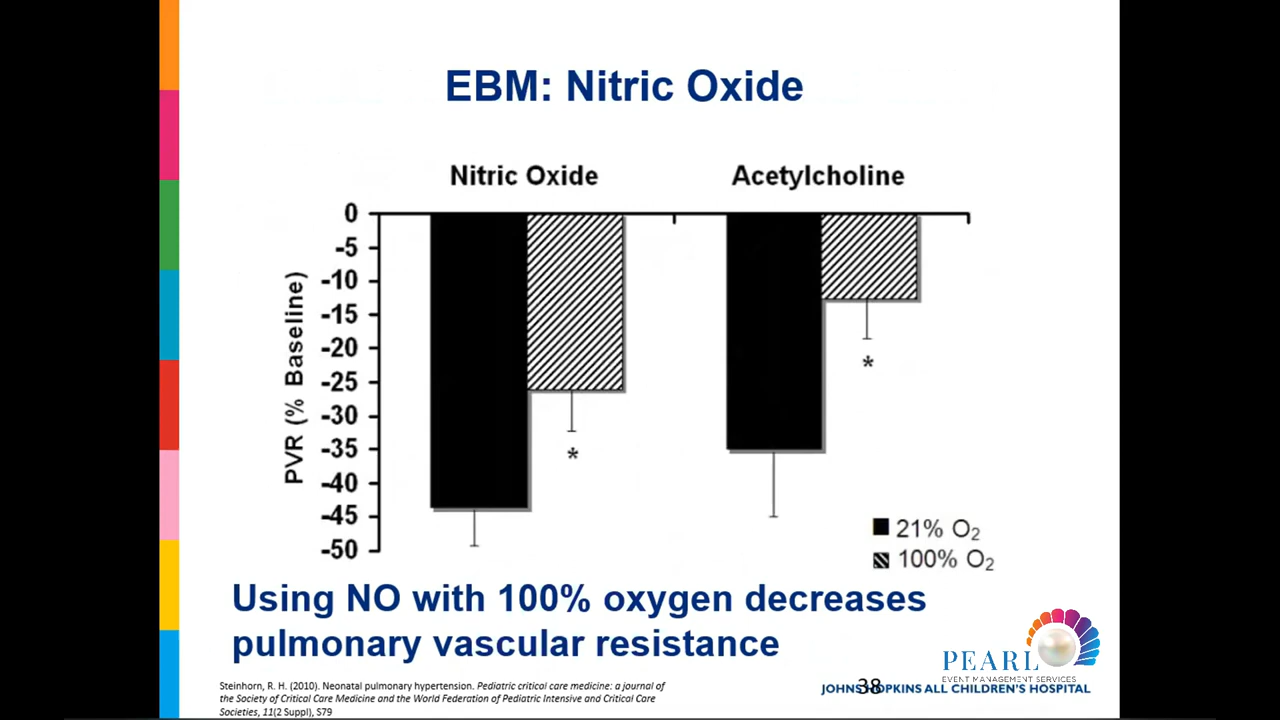 EBM: Nitric Oxide
Nitric Oxide
Acetylcholine
PVR (% Baseline)
0
-5
-10
-15
-20
-25
-30
-35
-40
-45
-50
*
*
21% O₂
100% O₂
Using NO with 100% oxygen decreases
pulmonary vascular resistance
Steinhorn, R. H. (2010). Neonatal pulmonary hypertension. Pediatric critical care medicine: a journal of
the Society of Critical Care Medicine and the World Federation of Pediatric Intensive and Critical Care
Societies, 11(2 Suppl), S79
PEARL
EVENT MANAGEMENT SERVICES
38
JOHNS HOPKINS ALL CHILDREN'S HOSPITAL